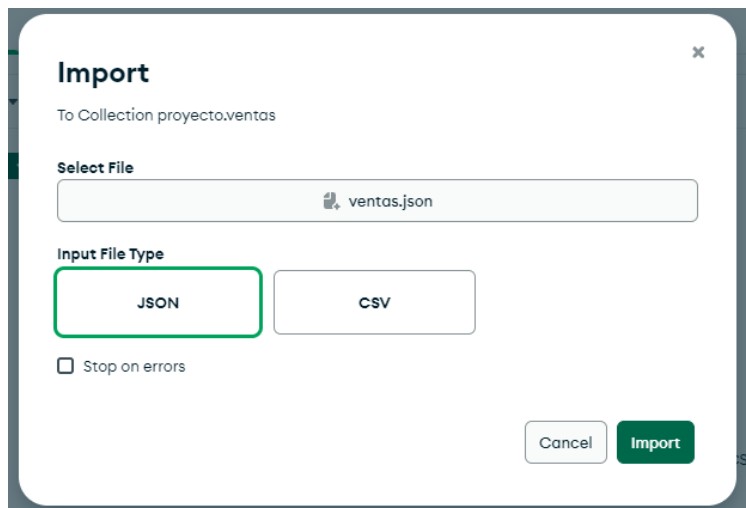 Import
To Collection proyecto.ventas
Select File
ventas.json
Input File Type
JSON
CSV
Stop on errors
Cancel
Import